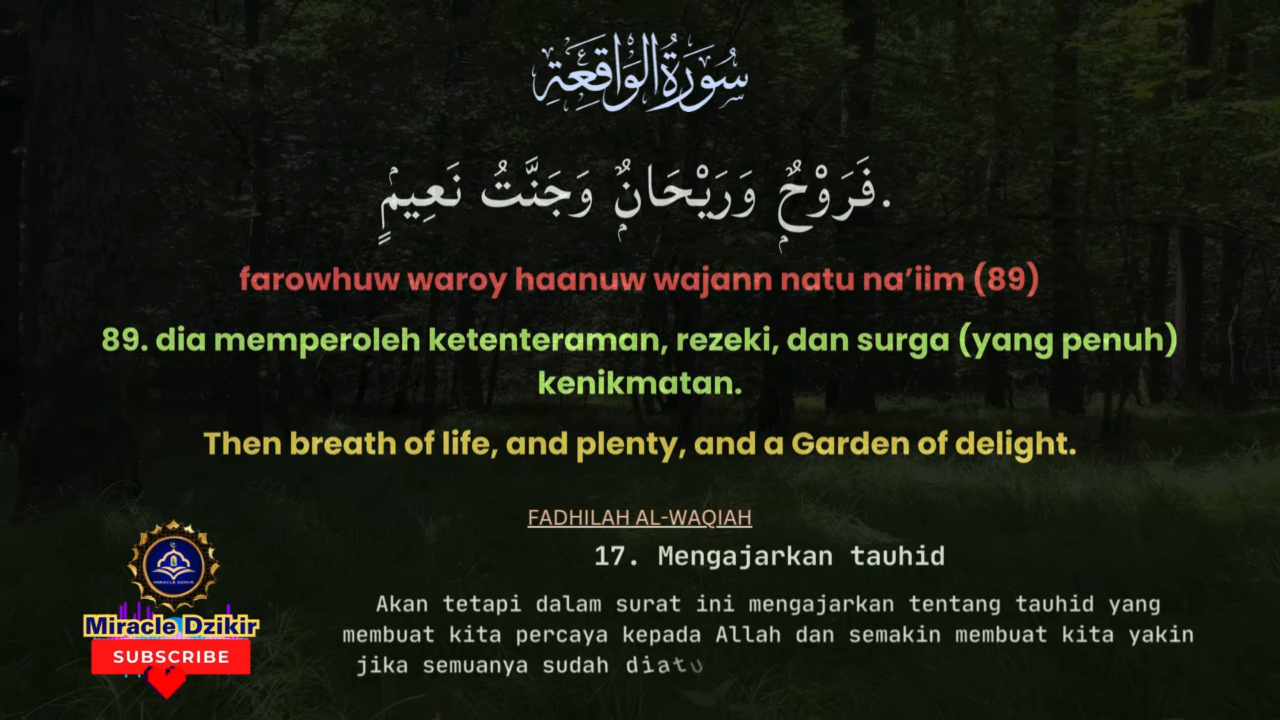 سُورَةُ الْوَاقِعَةِ
فَرَوْحٌ وَرَيْحَانٌ وَجَنَّتُ نَعِيمٍ.
farowhuw waroy haanuw wajann natu na’iim (89)
89. dia memperoleh ketenteraman, rezeki, dan surga (yang penuh)
kenikmatan.
Then breath of life, and plenty, and a Garden of delight.
FADHILAH AL-WAQIAH
17. Mengajarkan tauhid
Akan tetapi dalam surat ini mengajarkan tentang tauhid yang
membuat kita percaya kepada Allah dan semakin membuat kita yakin
jika semuanya sudah diatu
MIRACLE DZIKIR
Miracle Dzikir
SUBSCRIBE